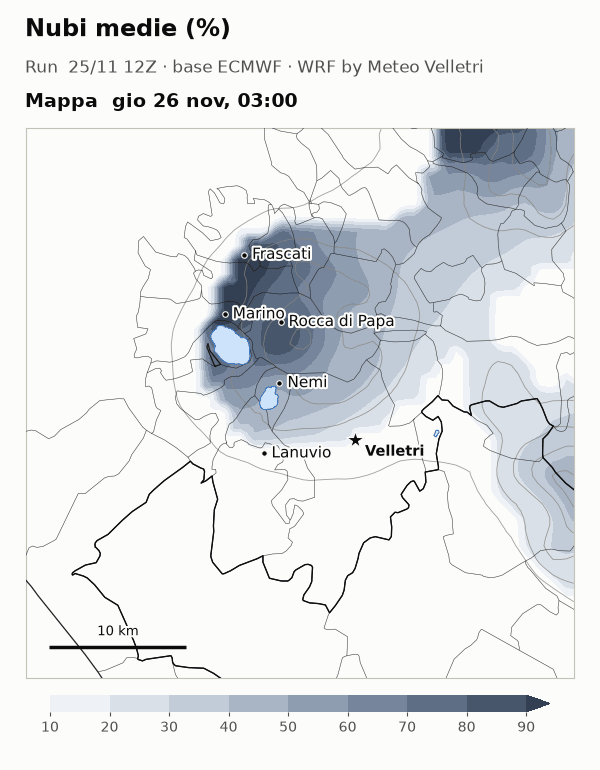 Nubi medie (%)
Run  25/11 12Z · base ECMWF · WRF by Meteo Velletri
Mappa  gio 26 nov, 03:00
Frascati
Marino
Rocca di Papa
Nemi
Velletri
Lanuvio
10 km
10 20 30 40 50 60 70 80 90